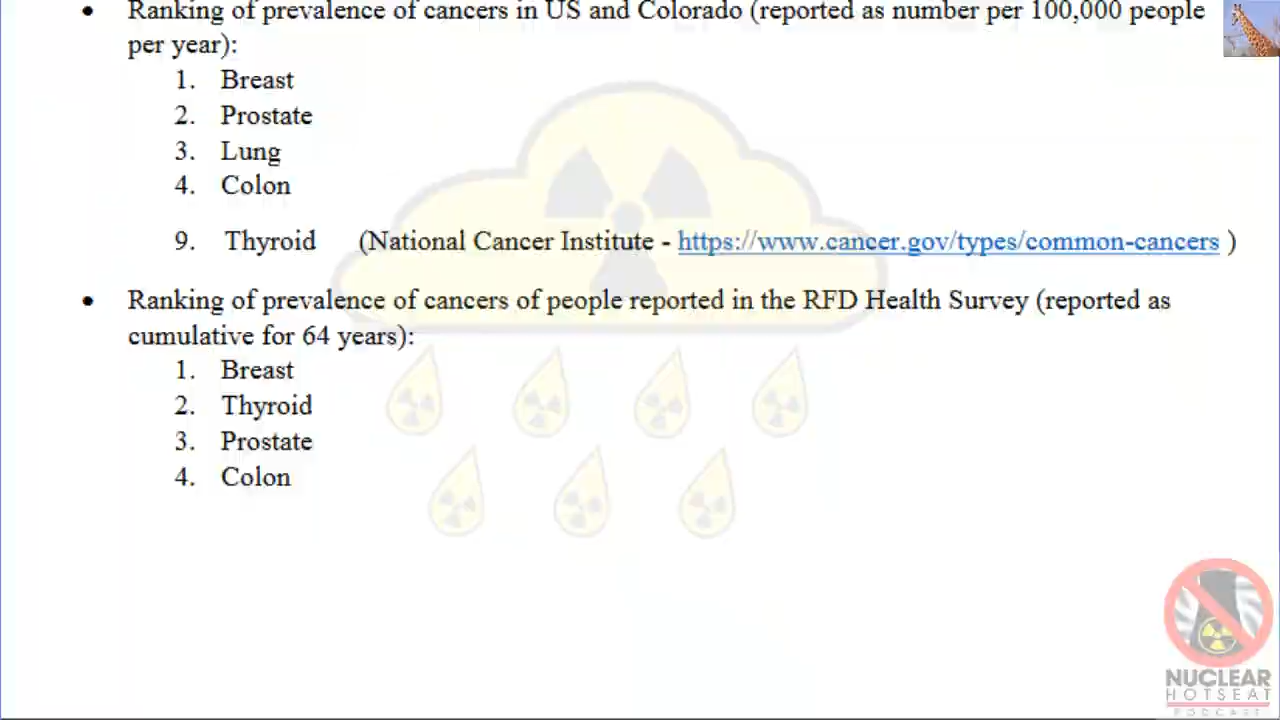 • Ranking of prevalence of cancers in US and Colorado (reported as number per 100,000 people
per year):
1. Breast
2. Prostate
3. Lung
4. Colon
9. Thyroid (National Cancer Institute - https://www.cancer.gov/types/common-cancers )
• Ranking of prevalence of cancers of people reported in the RFD Health Survey (reported as
cumulative for 64 years):
1. Breast
2. Thyroid
3. Prostate
4. Colon
NUCLEAR
HOTSEAT
PODCAST